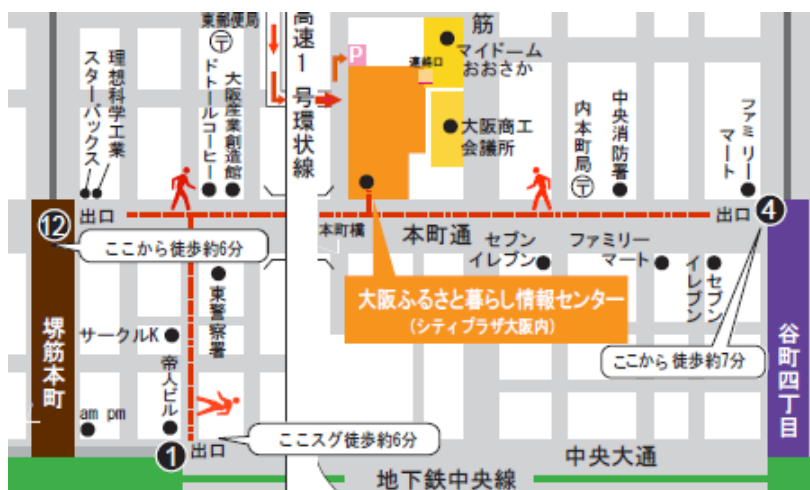 東郵便局
〒
高速1号環状線
P
連絡口
筋
マイドーム
おおさか
大阪商工
会議所
理想科学工業
スターバックス
ドトールコーヒー
大阪産業創造館
内本町局
〒
中央消防署
ファミリー
マート
12
出口
ここから徒歩約6分
本町橋
本町通
出口
4
セブン
イレブン
ファミリー
マート
セブン
イレブン
大阪ふるさと暮らし情報センター
(シティプラザ大阪内)
ここから 徒歩約7分
堺筋本町
谷町四丁目
東警察署
サークルK
帝人ビル
am pm
1
出口
ここスグ徒歩約6分
中央大通
地下鉄中央線